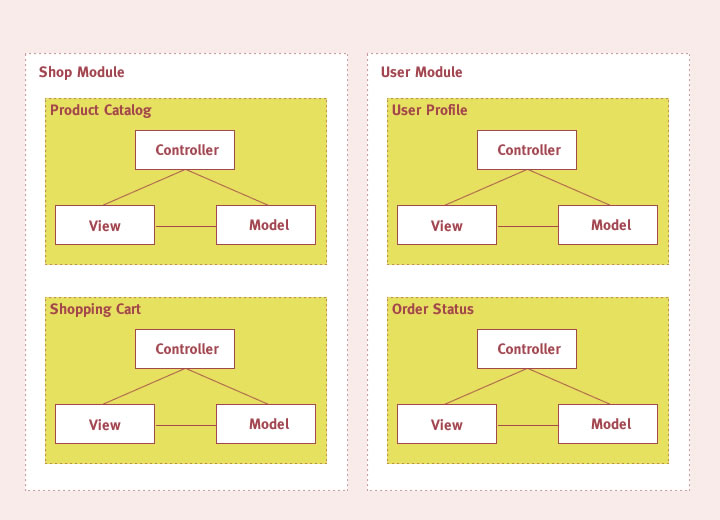 Shop Module
Product Catalog
Controller
View
Model
Shopping Cart
Controller
View
Model
User Module
User Profile
Controller
View
Model
Order Status
Controller
View
Model